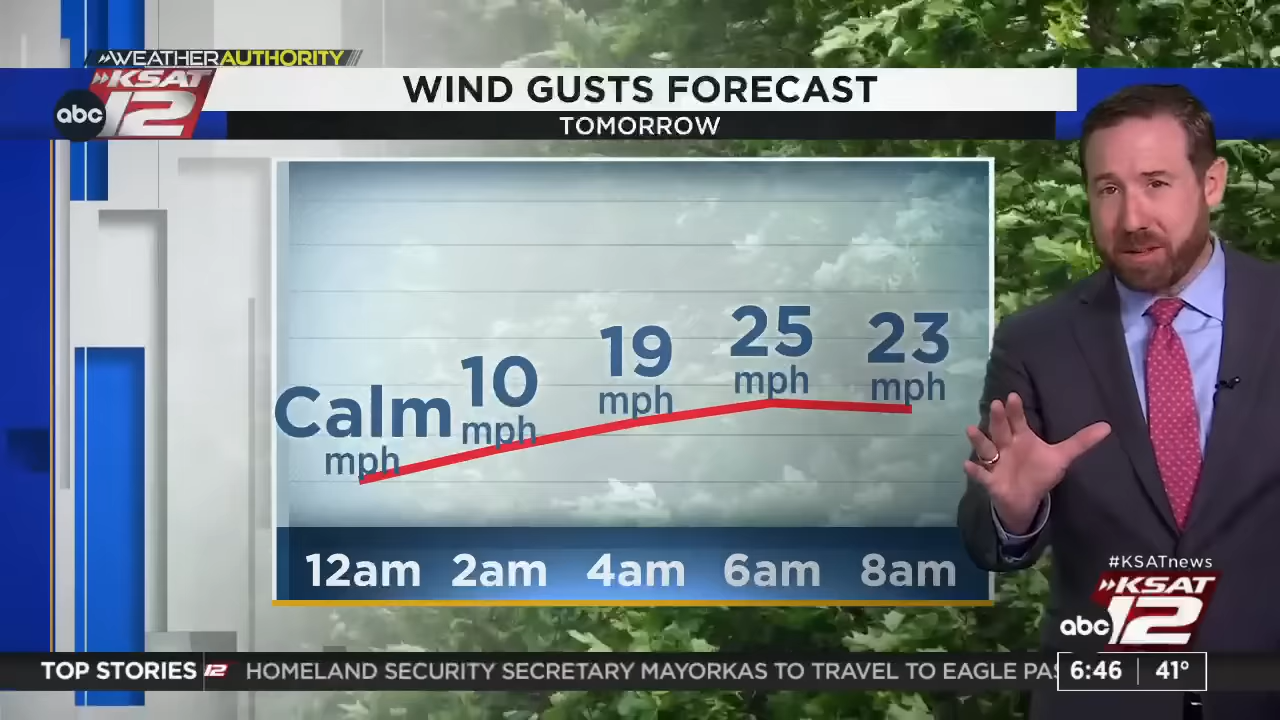 WEATHERAUTHORITY
KSAT
abc 12
WIND GUSTS FORECAST
TOMORROW
Calm mph
10 mph
19 mph
25 mph
23 mph
12am 2am 4am 6am 8am
#KSATnews
KSAT
abc 12
TOP STORIES 12 HOMELAND SECURITY SECRETARY MAYORKAS TO TRAVEL TO EAGLE PAS
6:46 41°